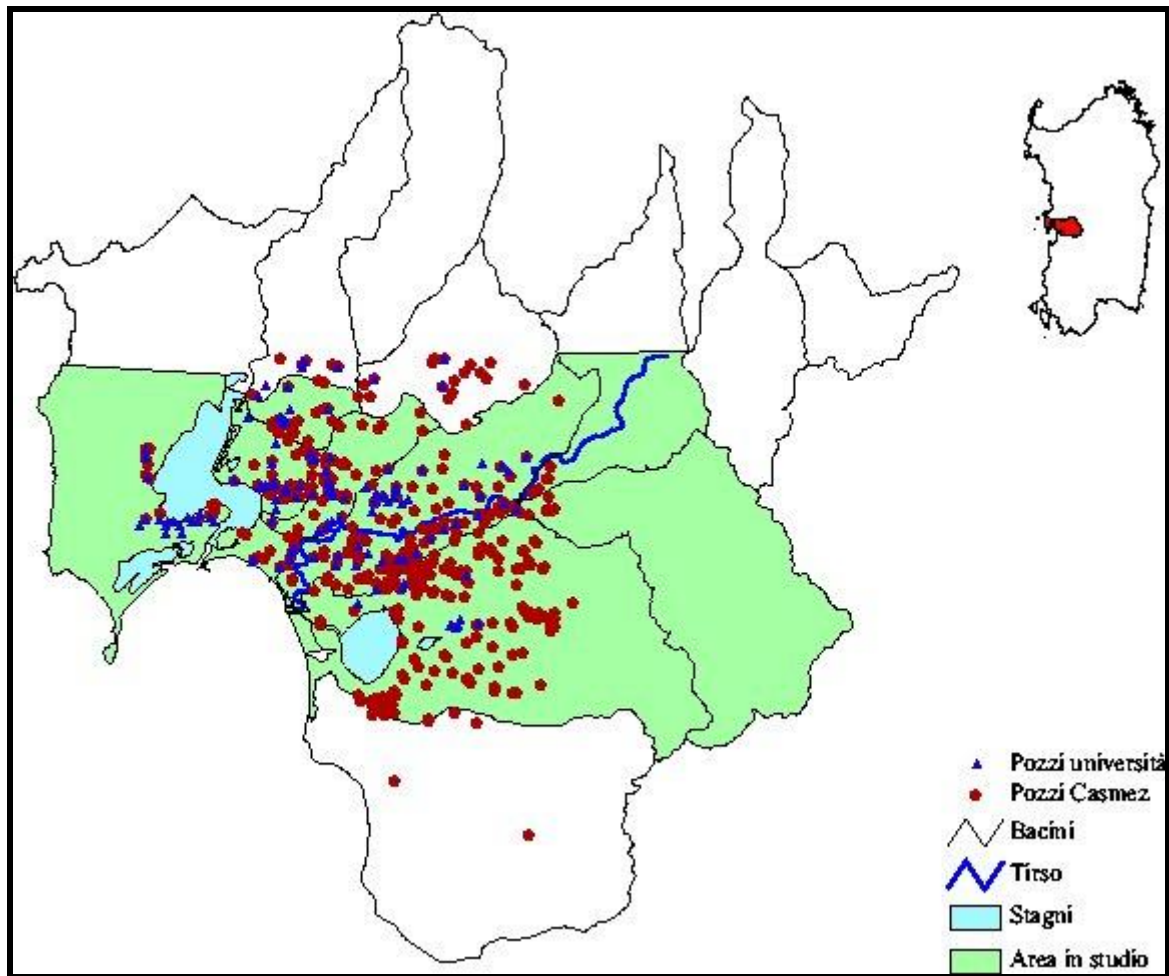 Pozzi università
Pozzi Casmez
Bacini
Tirso
Stagni
Area in studio